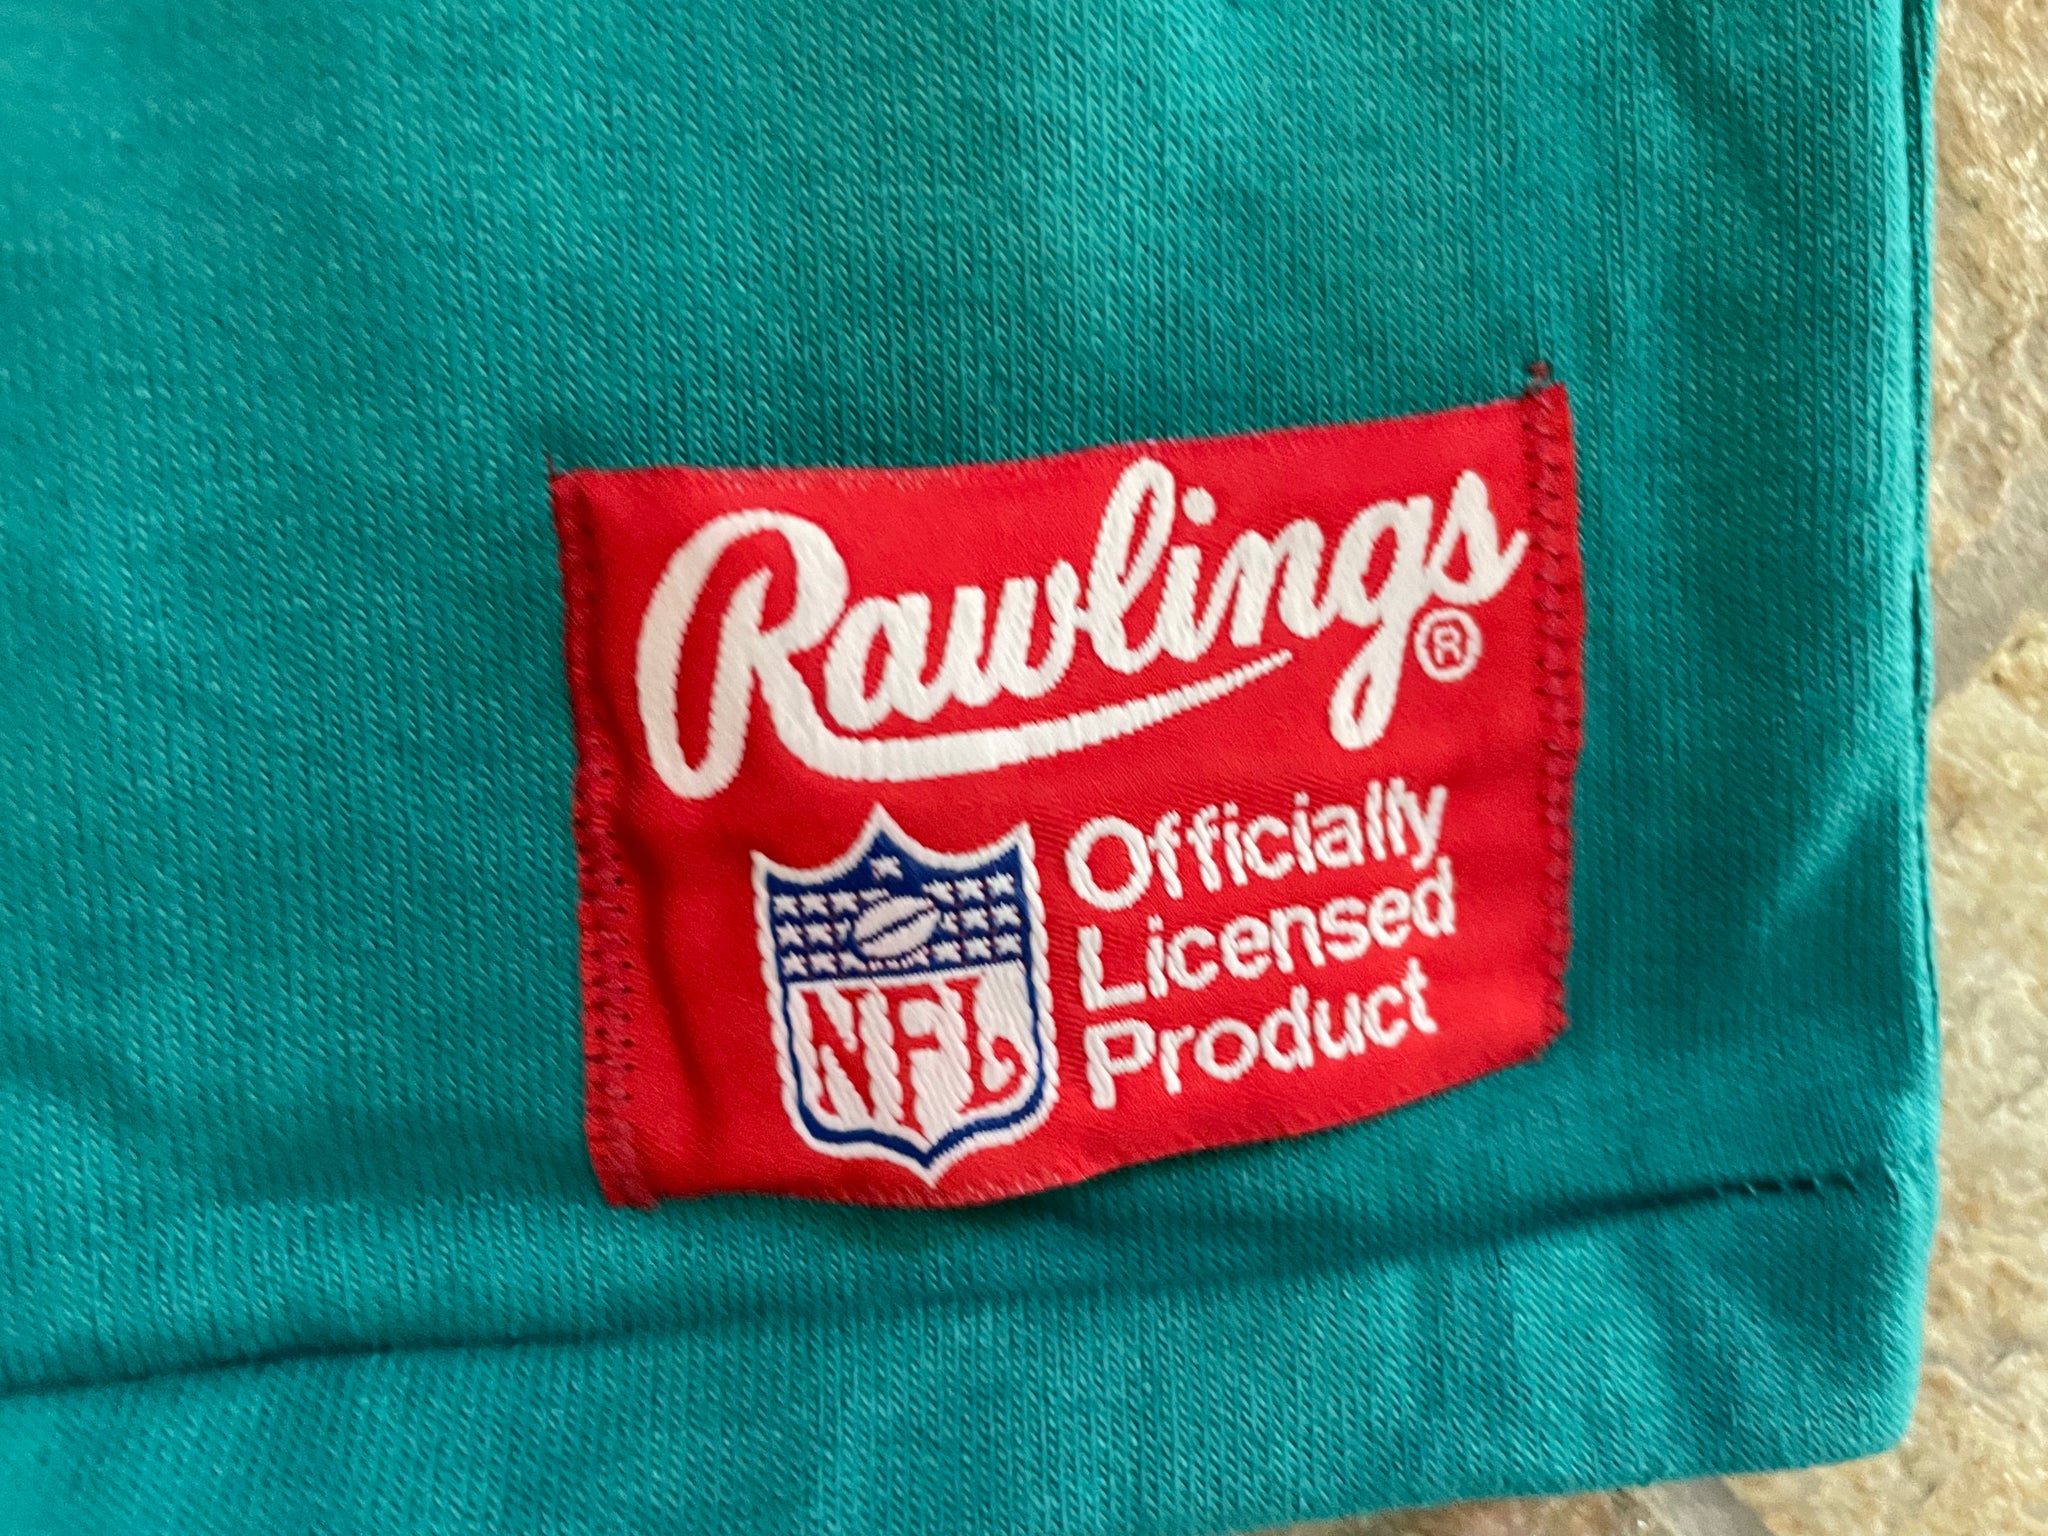 Rawlings®
Officially
Licensed
Product
NFL